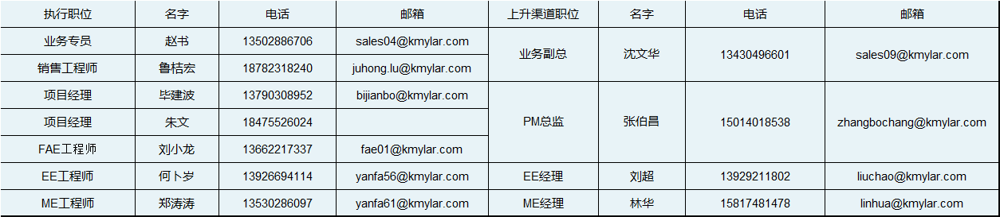 执行职位 名字 电话 邮箱 上升渠道职位 名字 电话 邮箱
业务专员 赵书 13502886706 sales04@kmylar.com 业务副总 沈文华 13430496601 sales09@kmylar.com
销售工程师 鲁桔宏 18782318240 juhong.lu@kmylar.com
项目经理 毕建波 13790308952 bijianbo@kmylar.com PM总监 张伯昌 15014018538 zhangbochang@kmylar.com
项目经理 朱文 18475526024
FAE工程师 刘小龙 13662217337 fae01@kmylar.com
EE工程师 何卜岁 13926694114 yanfa56@kmylar.com EE经理 刘超 13929211802 liuchao@kmylar.com
ME工程师 郑涛涛 13530286097 yanfa61@kmylar.com ME经理 林华 15817481478 linhua@kmylar.com